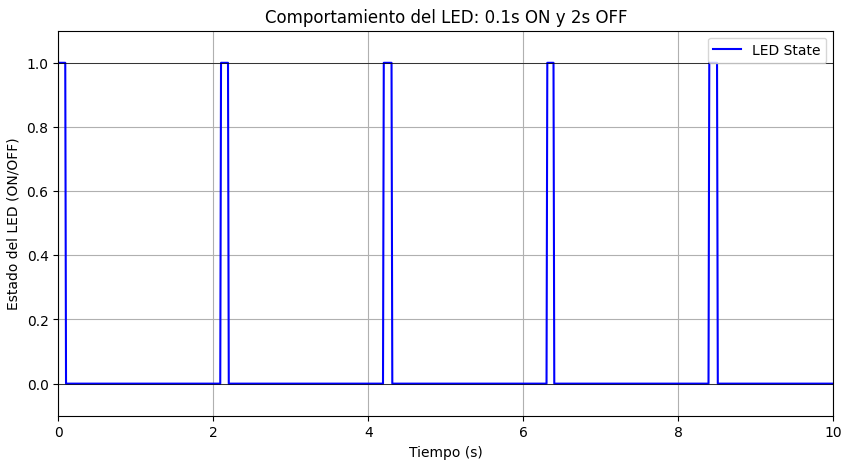 Comportamiento del LED: 0.1s ON y 2s OFF
LED State
1.0
0.8
0.6
0.4
0.2
0.0
Estado del LED (ON/OFF)
0 2 4 6 8 10
Tiempo (s)